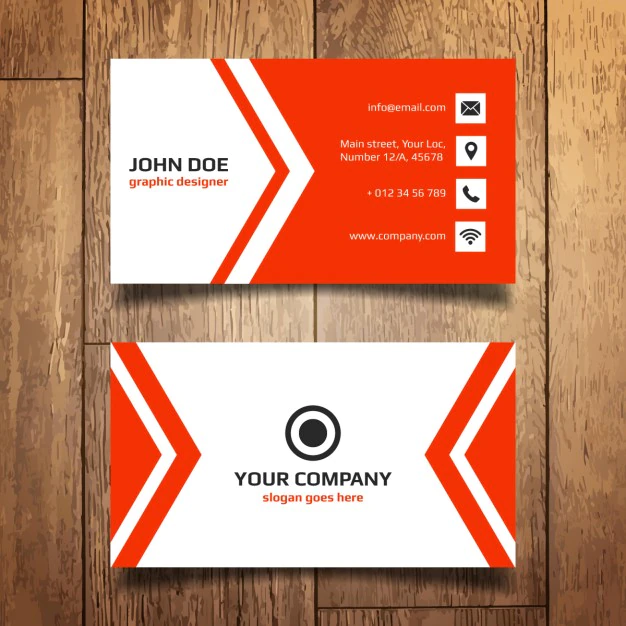 JOHN DOE
graphic designer
info@email.com
Main street, Your Loc,
Number 12/A, 45678
+ 012 34 56 789
www.company.com
YOUR COMPANY
slogan goes here